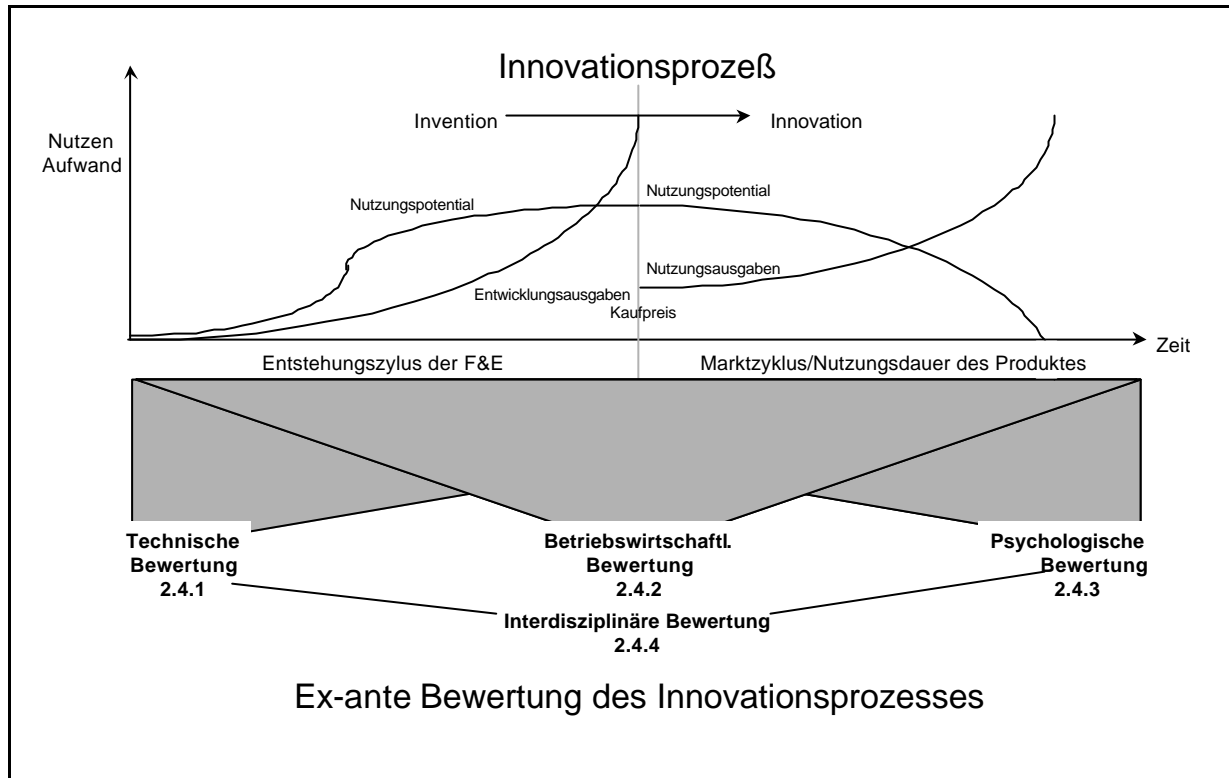 Innovationsprozeß
Invention
Innovation
Nutzen
Aufwand
Nutzungspotential
Nutzungspotential
Nutzungsausgaben
Entwicklungsausgaben
Kaufpreis
Zeit
Entstehungszylus der F&E
Marktzyklus/Nutzungsdauer des Produktes
Technische
Bewertung
2.4.1
Betriebswirtschaftl.
Bewertung
2.4.2
Psychologische
Bewertung
2.4.3
Interdisziplinäre Bewertung
2.4.4
Ex-ante Bewertung des Innovationsprozesses